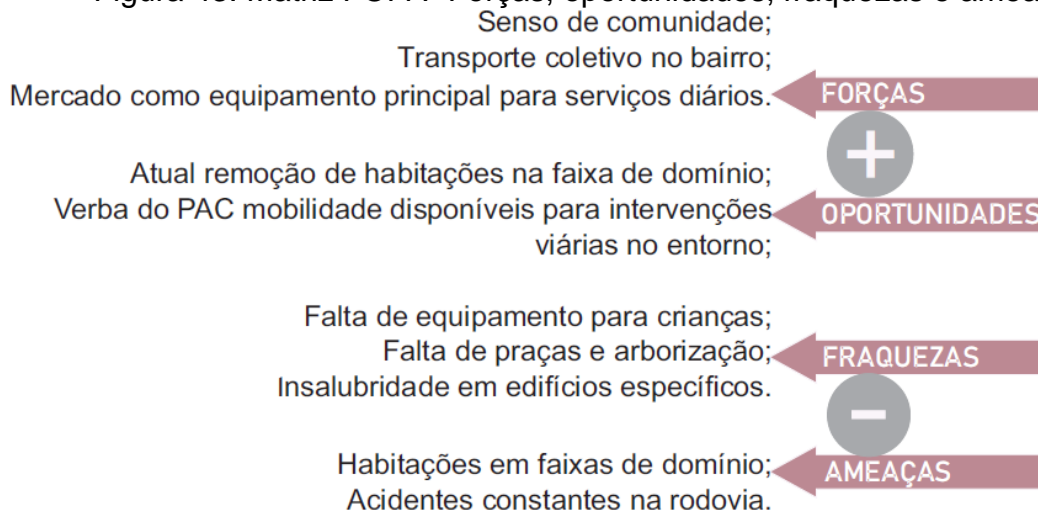 Senso de comunidade;
Transporte coletivo no bairro;
Mercado como equipamento principal para serviços diários.
FORÇAS
+
Atual remoção de habitações na faixa de domínio;
Verba do PAC mobilidade disponíveis para intervenções
viárias no entorno;
OPORTUNIDADES
Falta de equipamento para crianças;
Falta de praças e arborização;
Insalubridade em edifícios específicos.
FRAQUEZAS
-
Habitações em faixas de domínio;
Acidentes constantes na rodovia.
AMEAÇAS